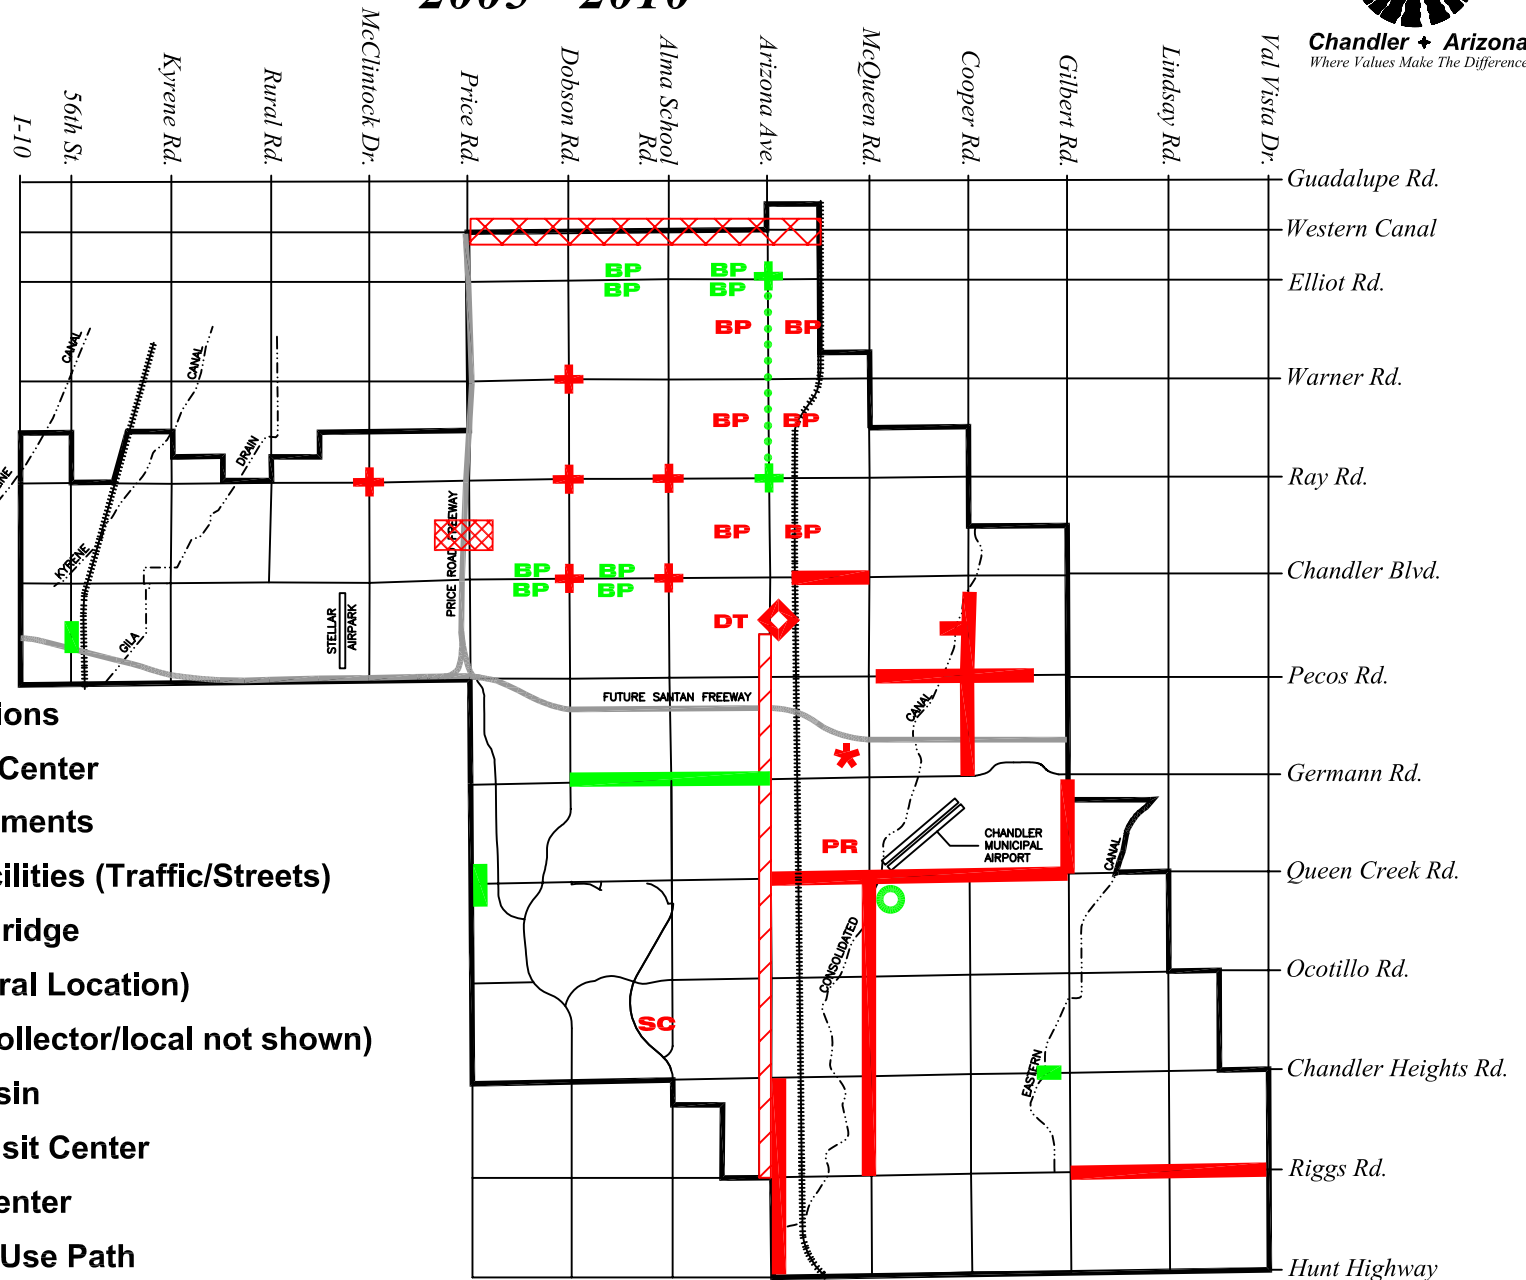 2005 - 2010
Chandler + Arizona
Where Values Make The Difference
I-10
56th St.
Kyrene Rd.
Rural Rd.
McClintock Dr.
Price Rd.
Dobson Rd.
Alma School
Rd.
Arizona Ave.
McQueen Rd.
Cooper Rd.
Gilbert Rd.
Lindsay Rd.
Val Vista Dr.
Guadalupe Rd.
Western Canal
BP BP
BP BP
Elliot Rd.
BP BP
CANAL
CANAL
Warner Rd.
BP BP
DRAIN
Ray Rd.
PRICE ROAD FREEWAY
BP BP
KYRENE
BP BP
BP BP
Chandler Blvd.
STELLAR
AIRPARK
GILA
DT
Pecos Rd.
FUTURE SANTAN FREEWAY
CANAL
ions
Center
Germann Rd.
ments
CHANDLER
MUNICIPAL
AIRPORT
PR
CANAL
cilities (Traffic/Streets)
Queen Creek Rd.
ridge
CONSOLIDATED
Ocotillo Rd.
ral Location)
SC
ollector/local not shown)
EASTERN
Chandler Heights Rd.
sin
sit Center
Riggs Rd.
enter
Use Path
Hunt Highway